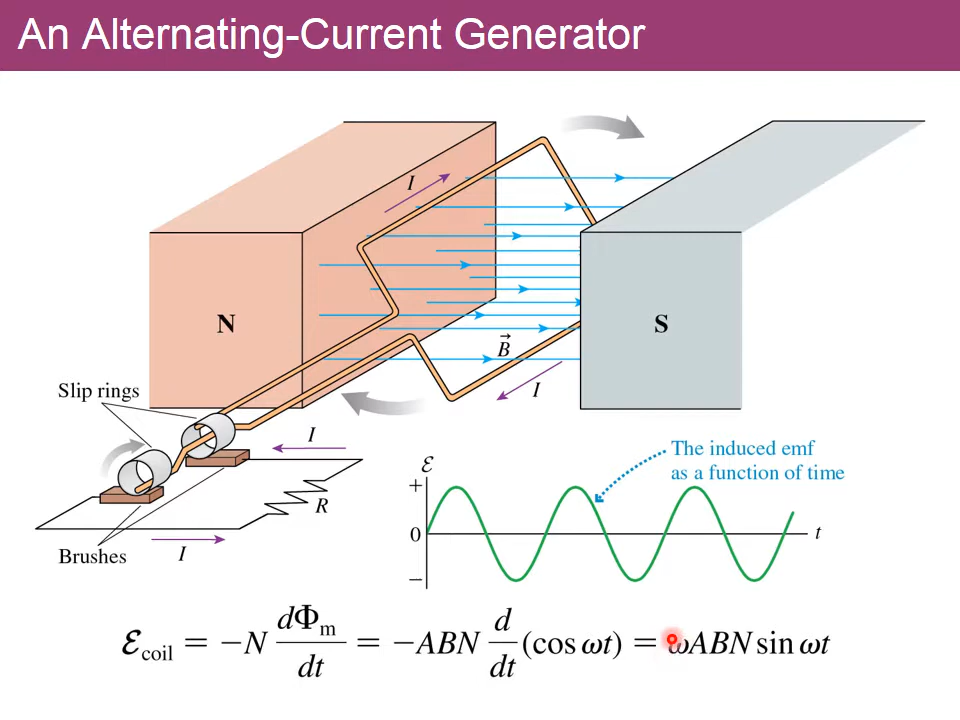 An Alternating-Current Generator
I
N
S
B⃗
I
Slip rings
I
R
Brushes
I
ℰ
+
0
−
t
The induced emf
as a function of time
ℰcoil = −N dΦm/dt = −ABN d/dt (cos ωt) = ωABN sin ωt